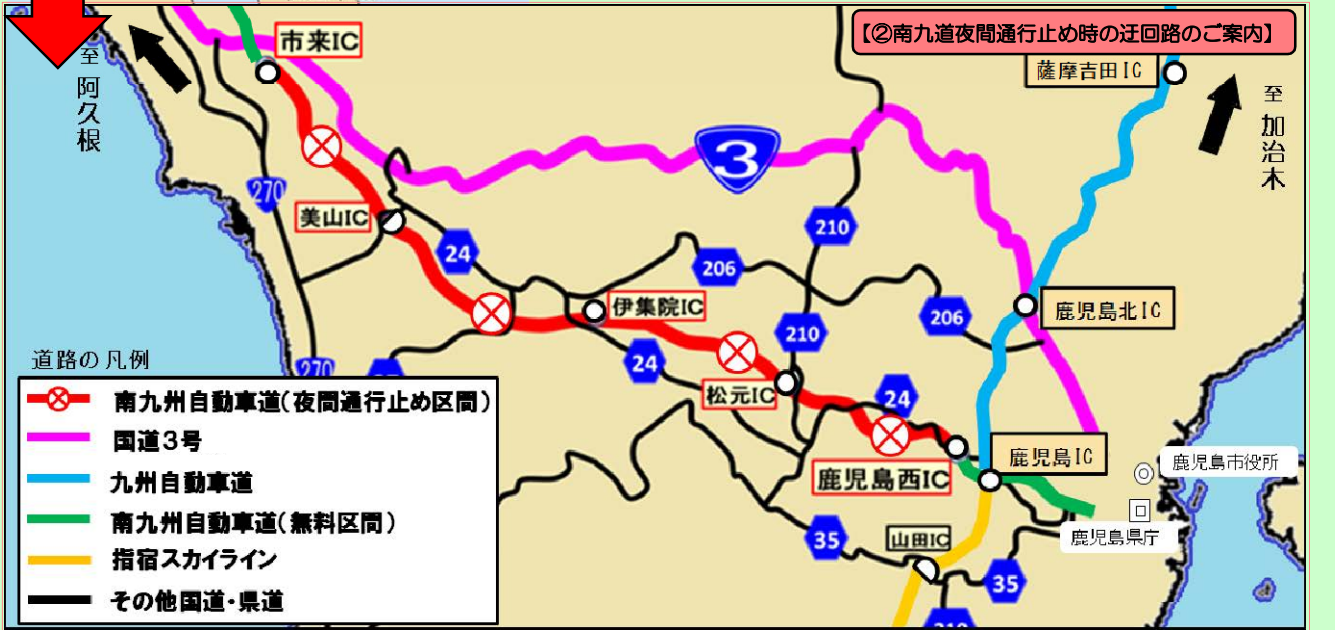 【②南九道夜間通行止め時の迂回路のご案内】
市来IC
薩摩吉田IC
至 阿久根
至 加治木
3
270
美山IC
210
24
206
伊集院IC
鹿児島北IC
206
210
24
270
松元IC
24
鹿児島西IC
鹿児島IC
鹿児島市役所
鹿児島県庁
35
山田IC
35
道路の凡例
南九州自動車道(夜間通行止め区間)
国道3号
九州自動車道
南九州自動車道(無料区間)
指宿スカイライン
その他国道・県道